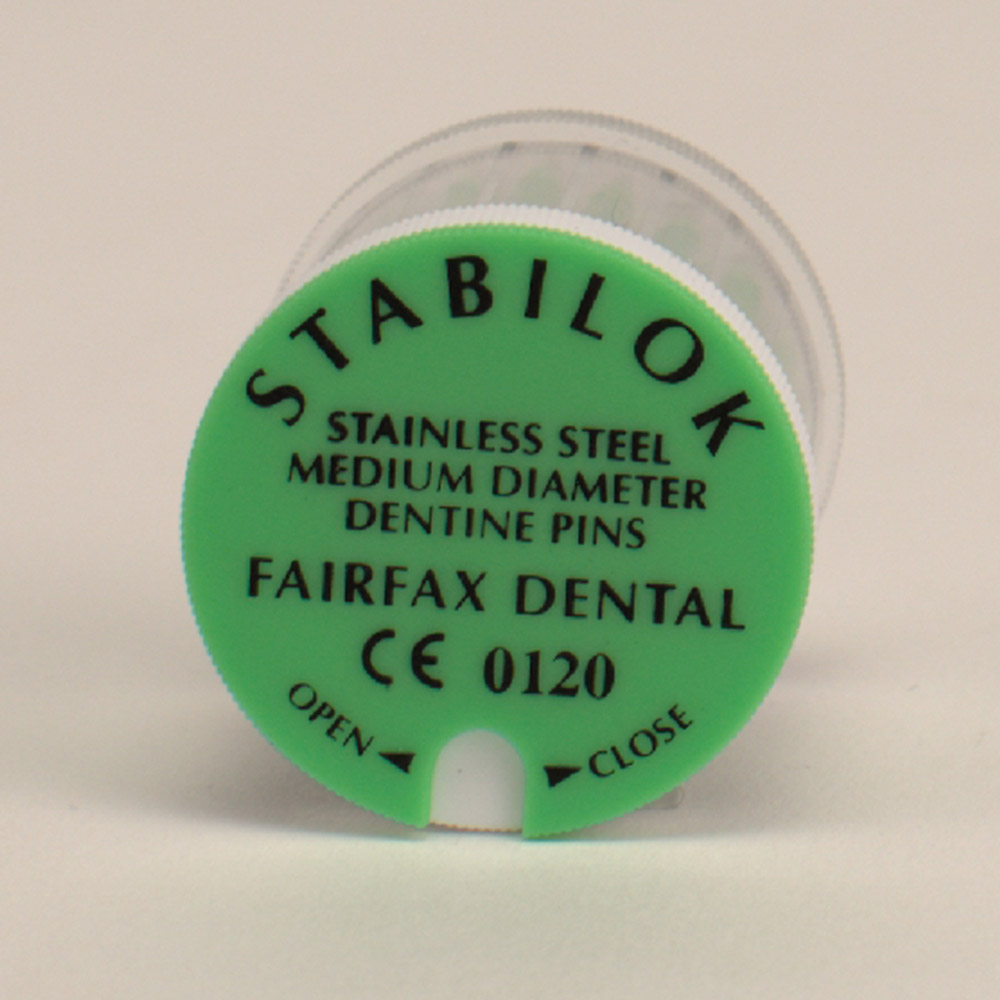 STABILOK
STAINLESS STEEL
MEDIUM DIAMETER
DENTINE PINS
FAIRFAX DENTAL
CE 0120
OPEN ◀ ▶ CLOSE